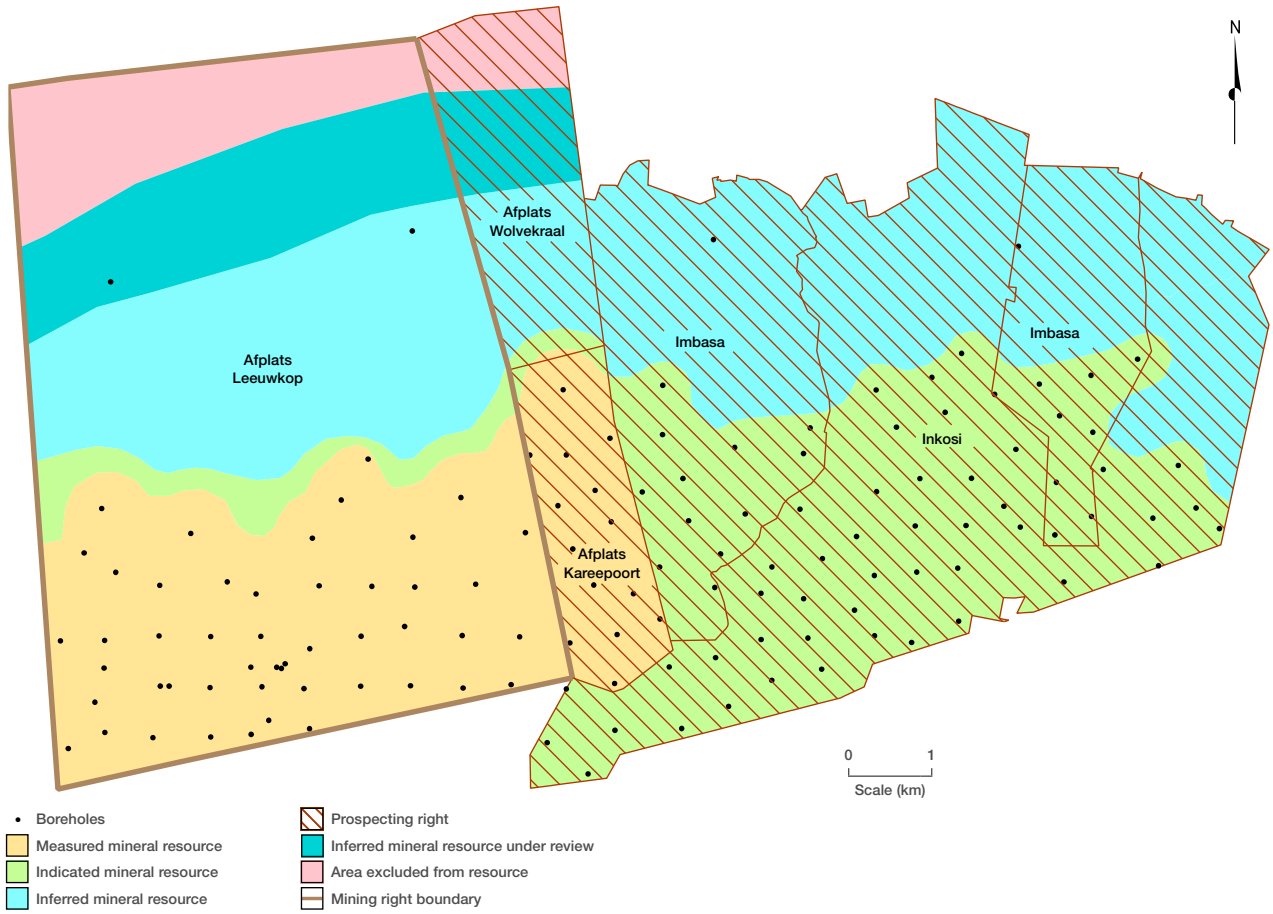 N
Afplats
Wolvekraal
Imbasa
Imbasa
Afplats
Leeuwkop
Inkosi
Afplats
Kareepoort
0 1
Scale (km)
Boreholes
Measured mineral resource
Indicated mineral resource
Inferred mineral resource
Prospecting right
Inferred mineral resource under review
Area excluded from resource
Mining right boundary